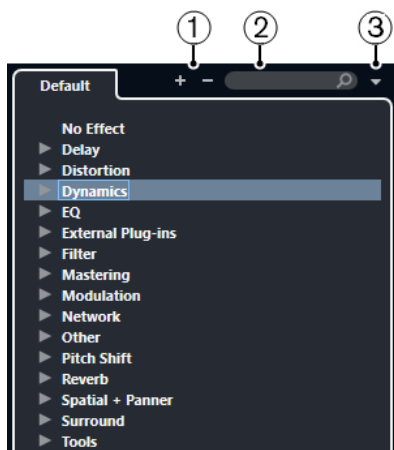 1 2 3
Default + −
No Effect
Delay
Distortion
Dynamics
EQ
External Plug-ins
Filter
Mastering
Modulation
Network
Other
Pitch Shift
Reverb
Spatial + Panner
Surround
Tools